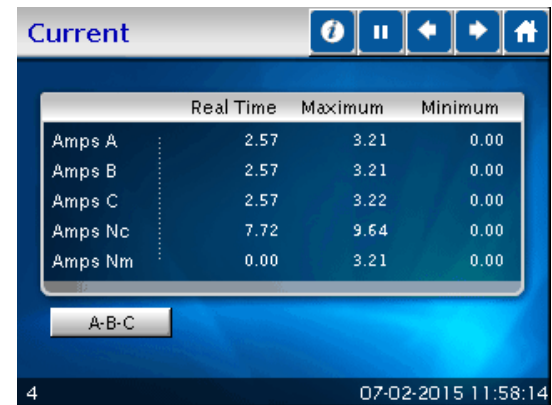 Current
Real Time Maximum Minimum
Amps A 2.57 3.21 0.00
Amps B 2.57 3.21 0.00
Amps C 2.57 3.22 0.00
Amps Nc 7.72 9.64 0.00
Amps Nm 0.00 3.21 0.00
A-B-C
4 07-02-2015 11:58:14